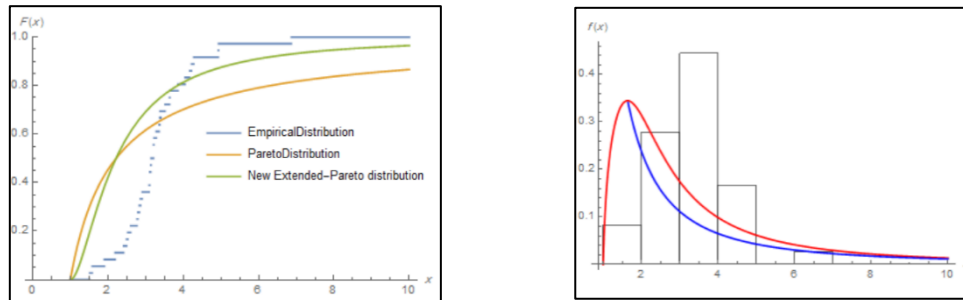 F(x)
1.0
0.8
0.6
0.4
0.2
0
2
4
6
8
10
x
EmpiricalDistribution
ParetoDistribution
New Extended-Pareto distribution
f(x)
0.4
0.3
0.2
0.1
2
4
6
8
10
x